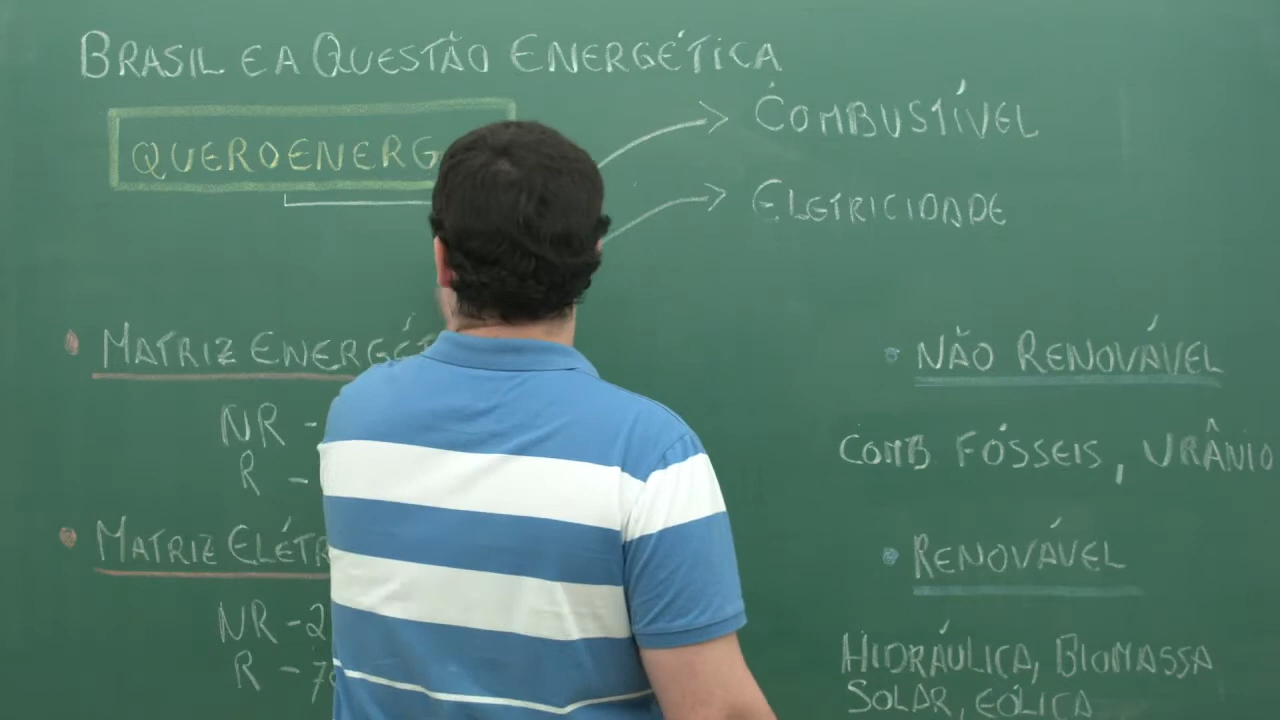 BRASIL E A QUESTÃO ENERGÉTICA
QUEROENERG
COMBUSTÍVEL
ELETRICIDADE
• MATRIZ ENERGÉ
NR -
R -
• MATRIZ ELÉTR
NR - 2
R - 7
• NÃO RENOVÁVEL
COMB FÓSSEIS, URÂNIO
• RENOVÁVEL
HIDRÁULICA, BIOMASSA
SOLAR, EÓLICA